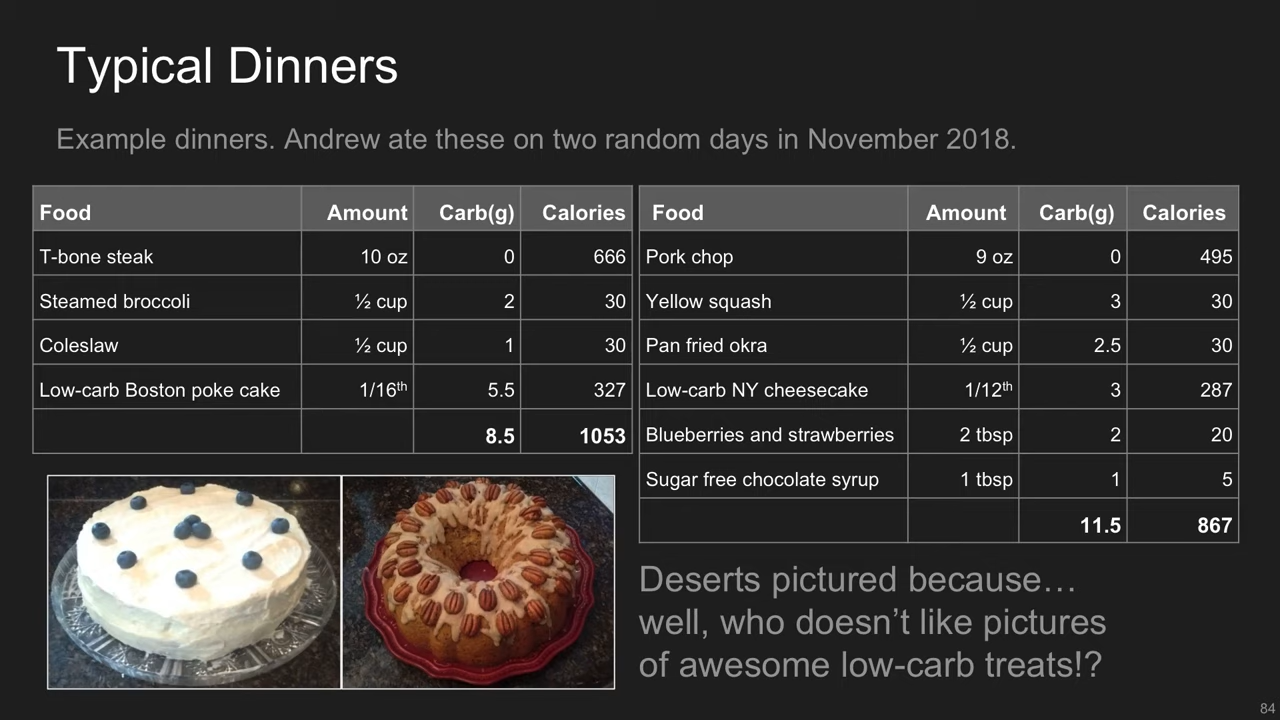 Typical Dinners
Example dinners. Andrew ate these on two random days in November 2018.
Food Amount Carb(g) Calories
T-bone steak 10 oz 0 666
Steamed broccoli ½ cup 2 30
Coleslaw ½ cup 1 30
Low-carb Boston poke cake 1/16th 5.5 327
8.5 1053
Food Amount Carb(g) Calories
Pork chop 9 oz 0 495
Yellow squash ½ cup 3 30
Pan fried okra ½ cup 2.5 30
Low-carb NY cheesecake 1/12th 3 287
Blueberries and strawberries 2 tbsp 2 20
Sugar free chocolate syrup 1 tbsp 1 5
11.5 867
Deserts pictured because…
well, who doesn’t like pictures
of awesome low-carb treats!?
84